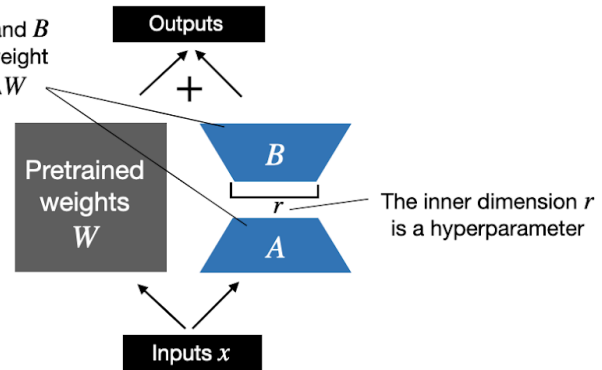 Outputs
and B
eight
W
+
Pretrained
weights
W
B
r
A
The inner dimension r
is a hyperparameter
Inputs x